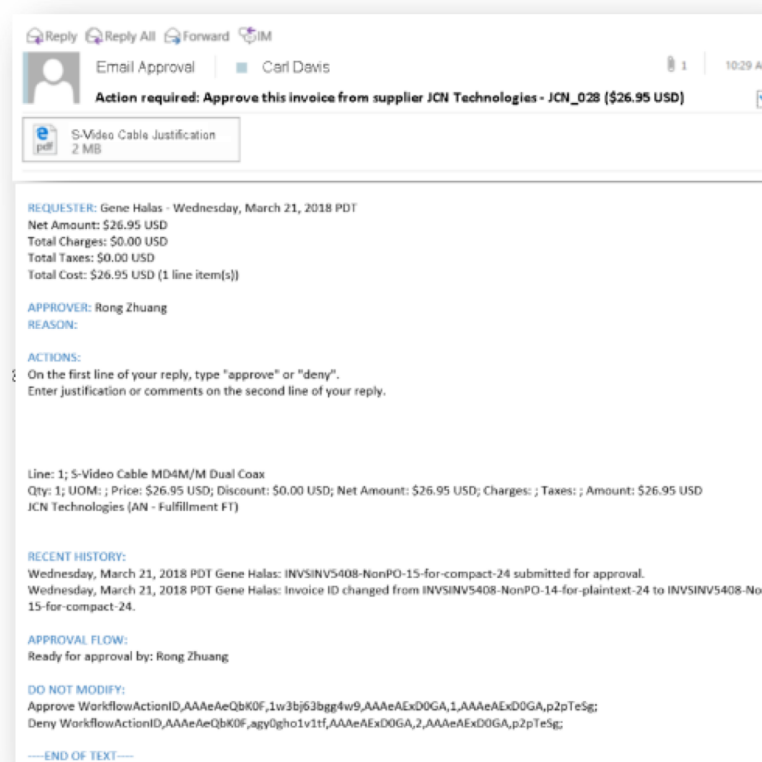 Reply Reply All Forward IM
Email Approval Carl Davis 1 10:29 A
Action required: Approve this invoice from supplier JCN Technologies - JCN_028 ($26.95 USD)
S-Video Cable Justification
pdf 2 MB
REQUESTER: Gene Halas - Wednesday, March 21, 2018 PDT
Net Amount: $26.95 USD
Total Charges: $0.00 USD
Total Taxes: $0.00 USD
Total Cost: $26.95 USD (1 line item(s))
APPROVER: Rong Zhuang
REASON:
ACTIONS:
On the first line of your reply, type "approve" or "deny".
Enter justification or comments on the second line of your reply.
Line: 1; S-Video Cable MD4M/M Dual Coax
Qty: 1; UOM: ; Price: $26.95 USD; Discount: $0.00 USD; Net Amount: $26.95 USD; Charges: ; Taxes: ; Amount: $26.95 USD
JCN Technologies (AN - Fulfillment FT)
RECENT HISTORY:
Wednesday, March 21, 2018 PDT Gene Halas: INVSINV5408-NonPO-15-for-compact-24 submitted for approval.
Wednesday, March 21, 2018 PDT Gene Halas: Invoice ID changed from INVSINV5408-NonPO-14-for-plaintext-24 to INVSINV5408-No
15-for-compact-24.
APPROVAL FLOW:
Ready for approval by: Rong Zhuang
DO NOT MODIFY:
Approve WorkflowActionID,AAAeAeQbK0F,1w3bj63bgg4w9,AAAeAExD0GA,1,AAAeAExD0GA,p2pTeSg;
Deny WorkflowActionID,AAAeAeQbK0F,agy0gho1v1tf,AAAeAExD0GA,2,AAAeAExD0GA,p2pTeSg;
----END OF TEXT----